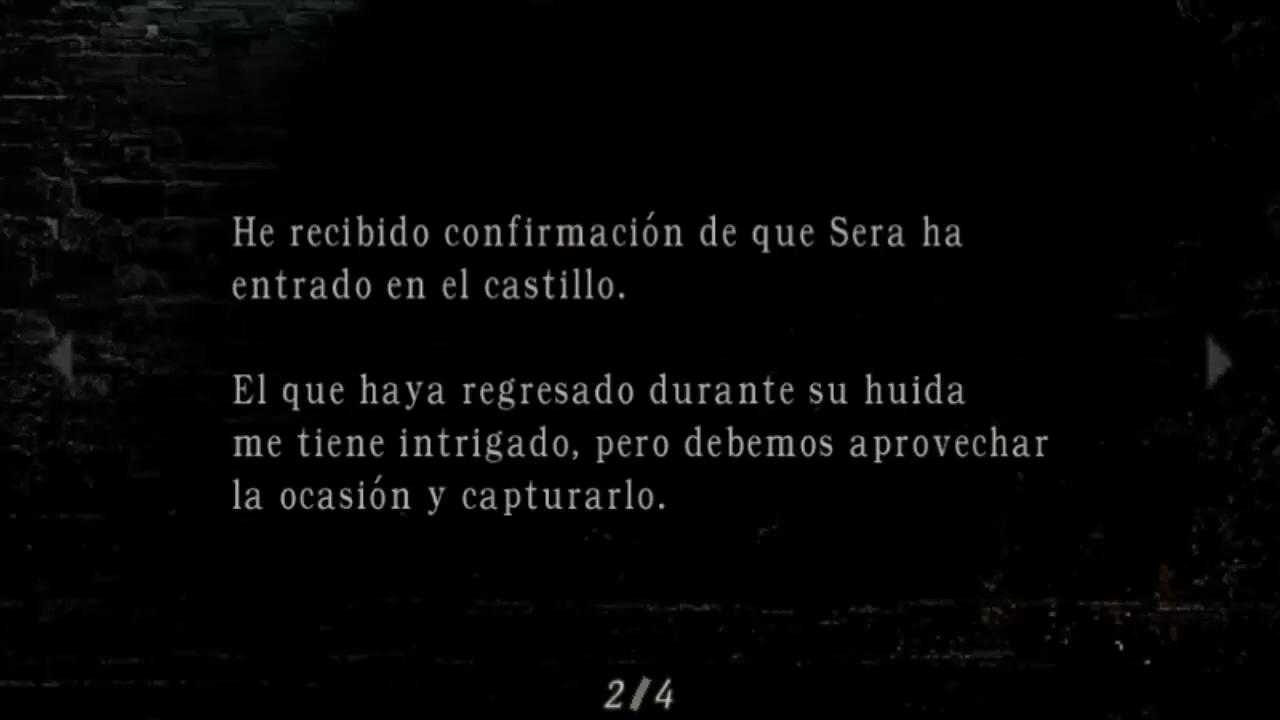 He recibido confirmación de que Sera ha
entrado en el castillo.
El que haya regresado durante su huida
me tiene intrigado, pero debemos aprovechar
la ocasión y capturarlo.
2/4